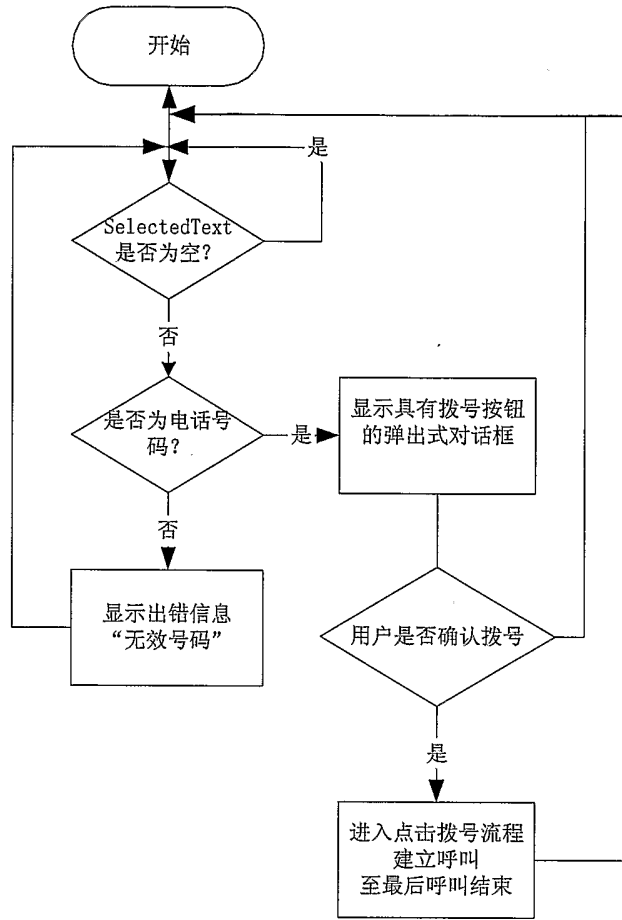 开始
是
SelectedText
是否为空?
否
是否为电话号
码?
是
显示具有拨号按钮
的弹出式对话框
否
显示出错信息
“无效号码”
用户是否确认拨号
是
进入点击拨号流程
建立呼叫
至最后呼叫结束